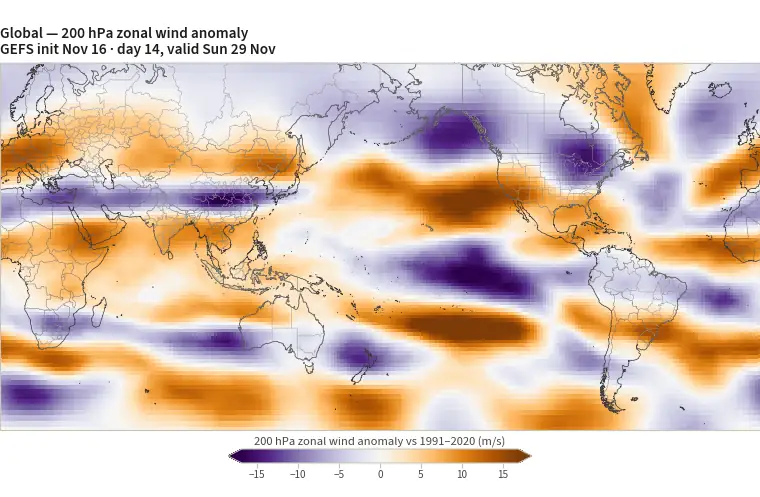 Global — 200 hPa zonal wind anomaly
GEFS init Nov 16 · day 14, valid Sun 29 Nov
200 hPa zonal wind anomaly vs 1991–2020 (m/s)
−15 −10 −5 0 5 10 15